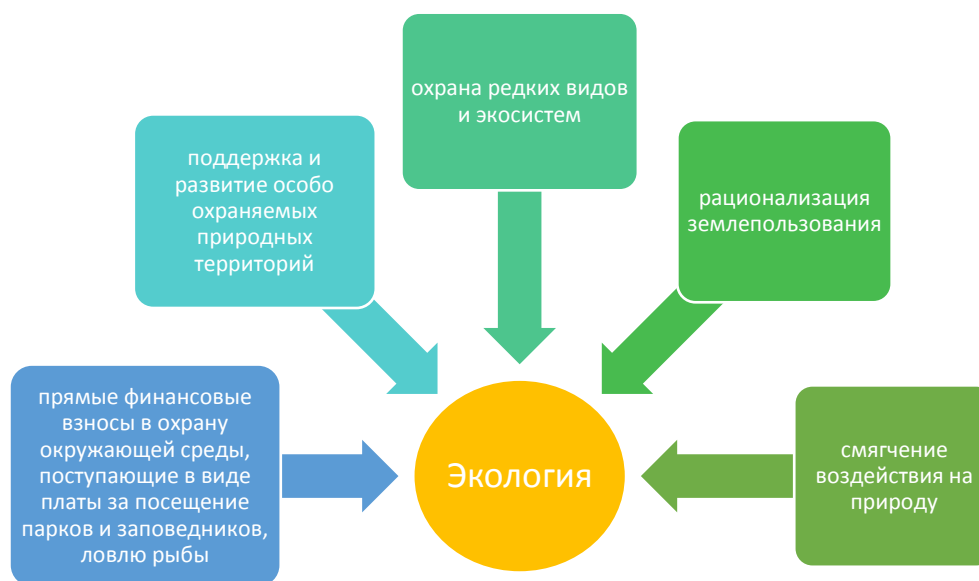 охрана редких видов
и экосистем
поддержка и
развитие особо
охраняемых
природных
территорий
рационализация
землепользования
прямые финансовые
взносы в охрану
окружающей среды,
поступающие в виде
платы за посещение
парков и заповедников,
ловлю рыбы
Экология
смягчение
воздействия на
природу